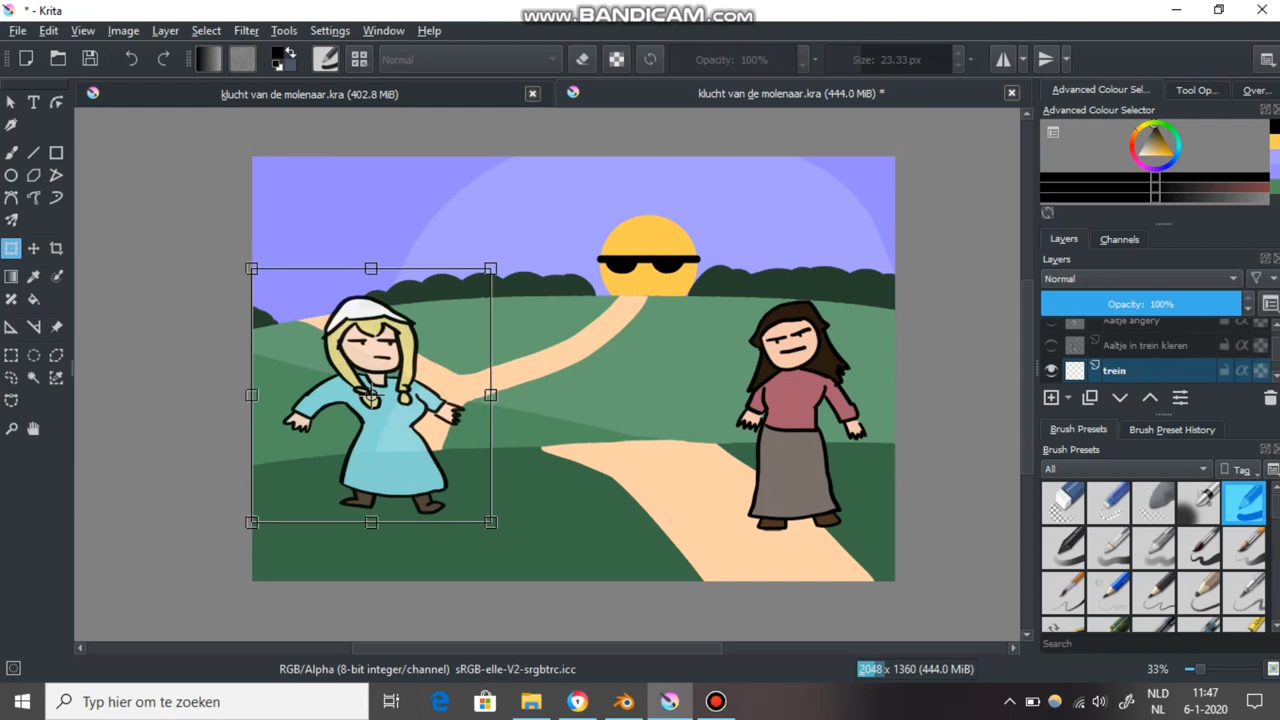 www.BANDICAM.com
* - Krita
File Edit View Image Layer Select Filter Tools Settings Windows Help
Normal Opacity: 100% Size: 23.33 px
klucht van de molenaar.kra (402.8 MiB) klucht van de molenaar.kra (444.0 MiB) *
Advanced Colour Sel... Tool Op... Over...
Advanced Colour Selector
Layers Channels
Layers
Normal
Opacity: 100%
Aaltje angery
Aaltje in trein kleren
trein
Brush Presets Brush Preset History
Brush Presets
All Tag
Search
RGB/Alpha (8-bit integer/channel) sRGB-elle-V2-srgbtrc.icc 2048 x 1360 (444.0 MiB) 33%
Typ hier om te zoeken
NLD 11:47
NL 6-1-2020